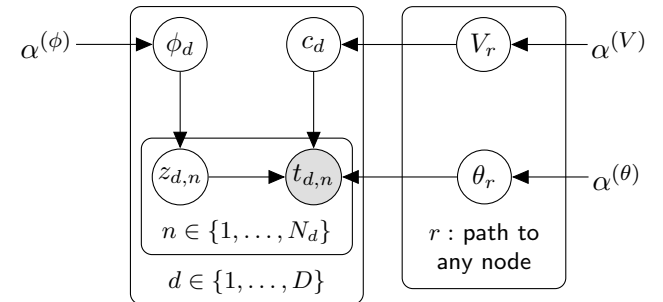 α^(ϕ) ϕ_d c_d V_r α^(V)
z_{d,n} t_{d,n} θ_r α^(θ)
n ∈ {1, . . . , N_d}
r : path to
any node
d ∈ {1, . . . , D}